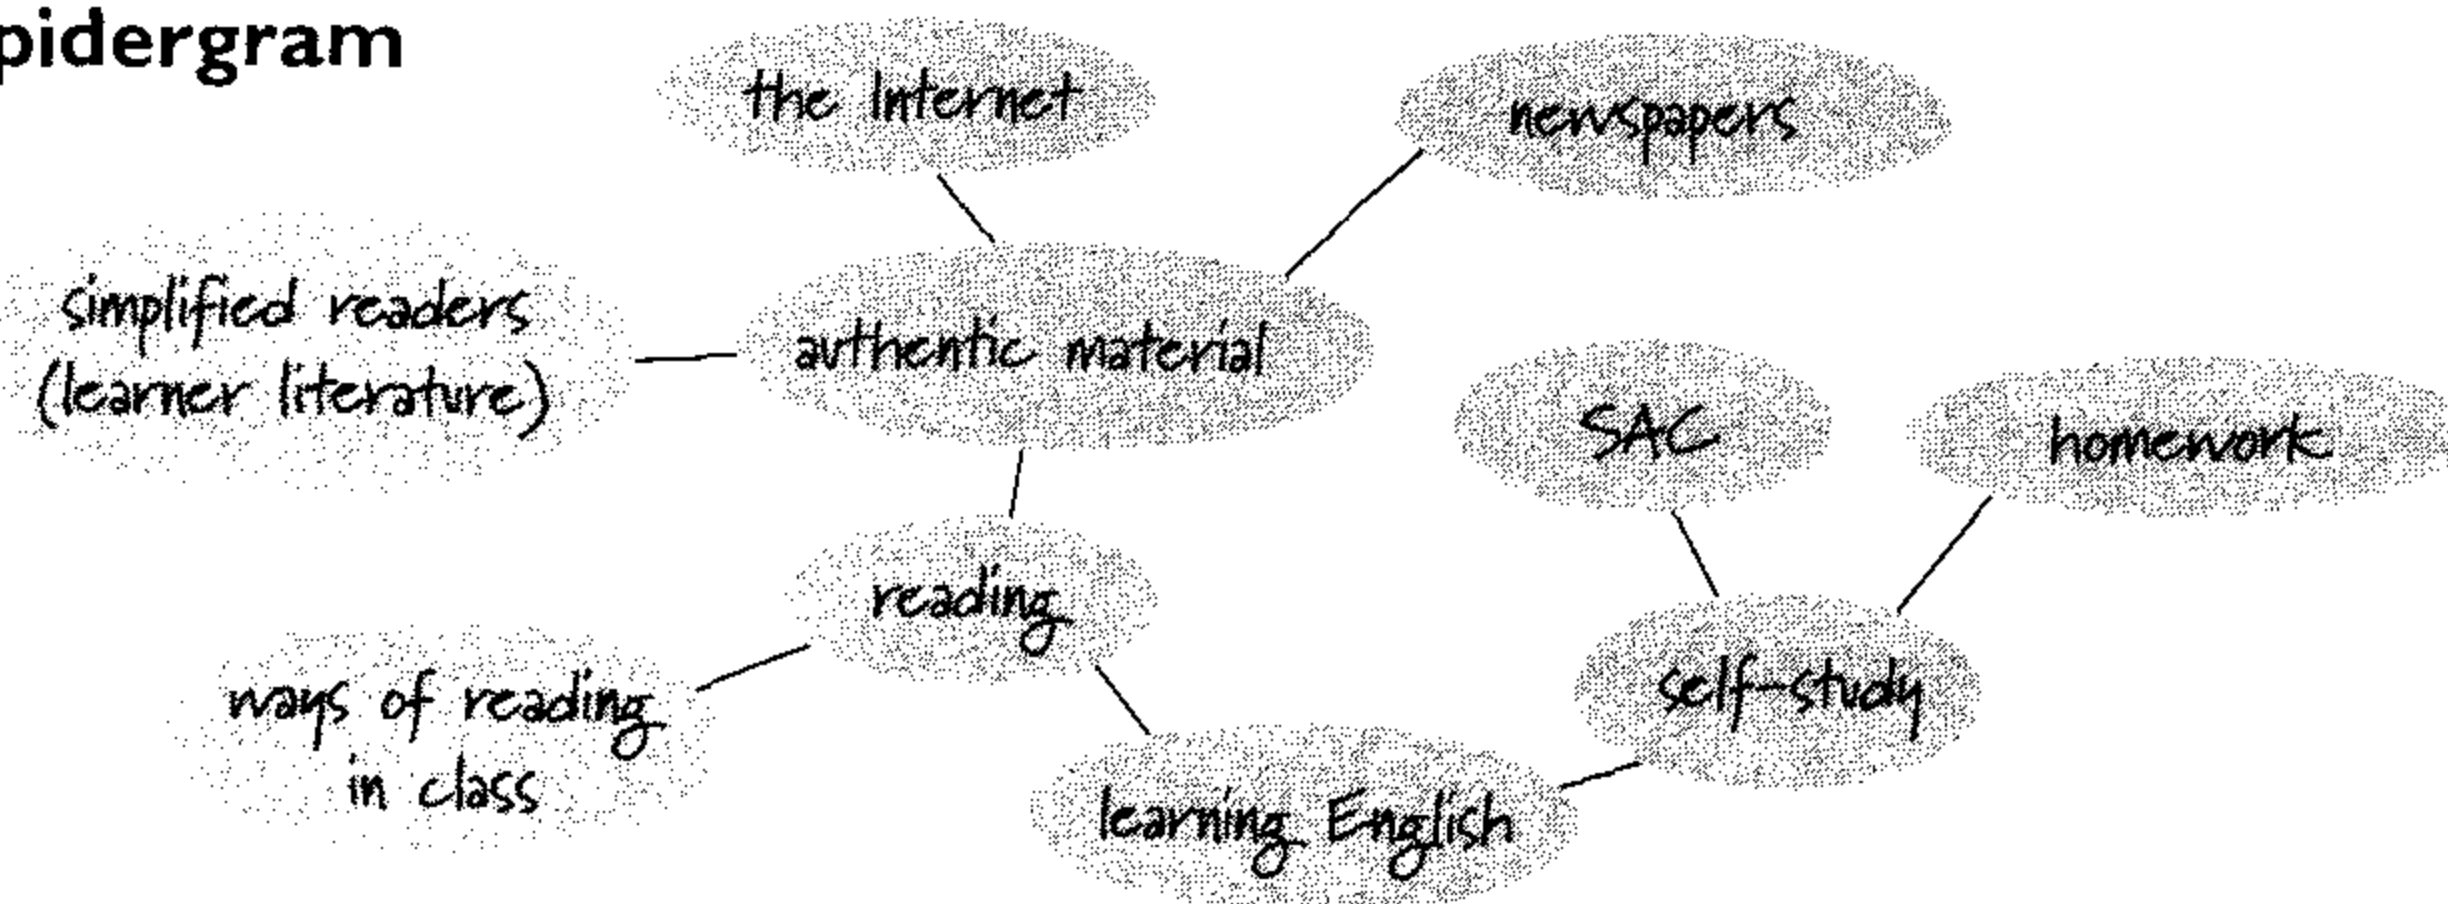 pidergram
the Internet
newspapers
simplified readers
(learner literature)
authentic material
SAC
homework
reading
self-study
ways of reading
in class
learning English